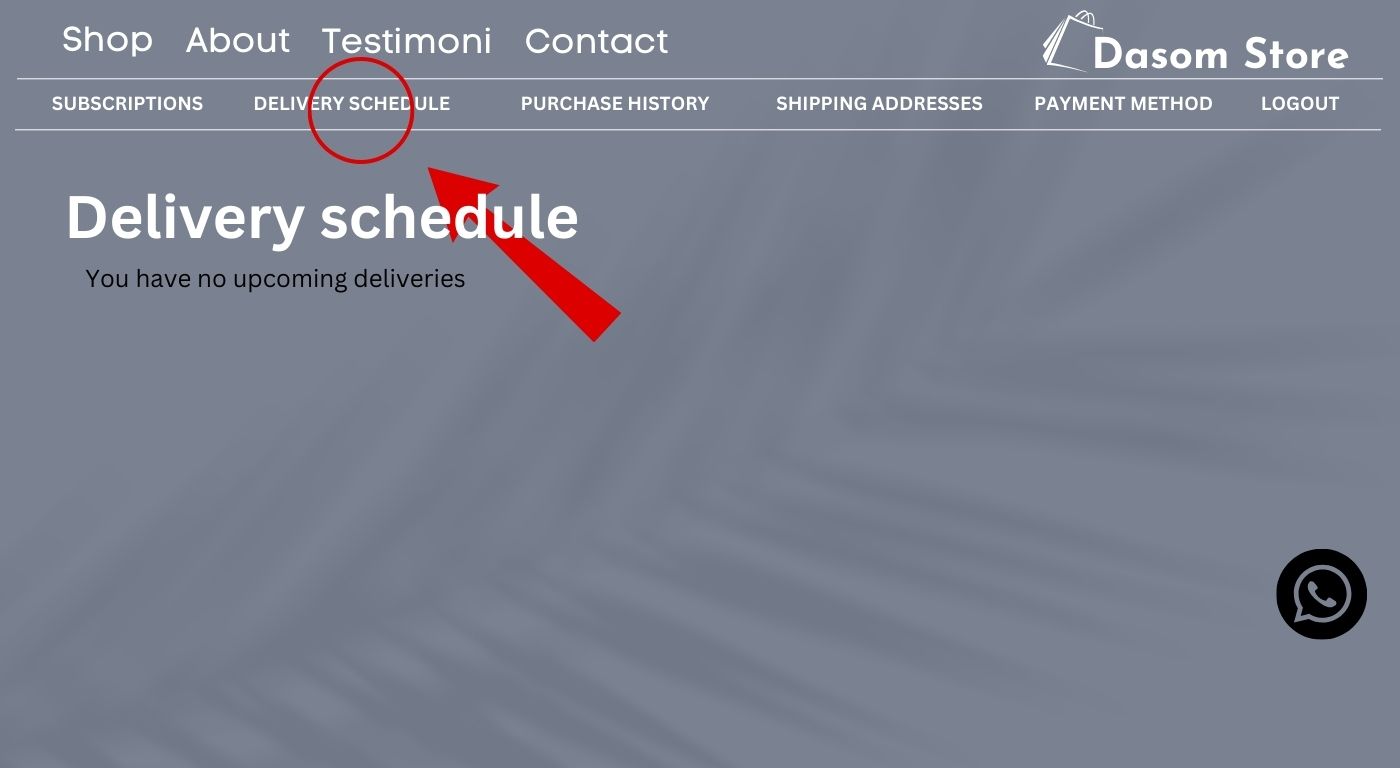 Shop About Testimoni Contact
Dasom Store
SUBSCRIPTIONS DELIVERY SCHEDULE PURCHASE HISTORY SHIPPING ADDRESSES PAYMENT METHOD LOGOUT
Delivery schedule
You have no upcoming deliveries